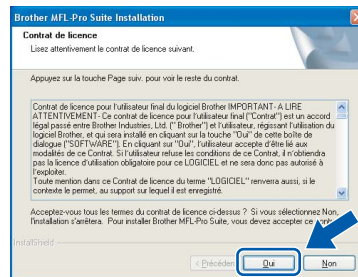 Brother MFL-Pro Suite Installation
Contrat de licence
Lisez attentivement le contrat de licence suivant.
Appuyez sur la touche Page suiv. pour voir le reste du contrat.
Contrat de licence pour l'utilisateur final du logiciel Brother IMPORTANT- A LIRE
ATTENTIVEMENT- Ce contrat de licence pour l'utilisateur final ("Contrat") est un accord
légal passé entre Brother Industries, Ltd. (" Brother") et l'utilisateur, régissant l'utilisation du
logiciel Brother, et qui sera installé en cliquant sur la touche "Oui" de cette boîte de
dialogue ("SOFTWARE"). En cliquant sur "Oui", l'utilisateur accepte d'être lié aux
modalités de ce Contrat. Si l'utilisateur refuse les conditions de ce Contrat, il n'obtiendra
pas la licence d'utilisation obligatoire pour ce LOGICIEL et ne sera donc pas autorisé à
l'exploiter.
Toute mention dans ce Contrat de licence du terme "LOGICIEL" renverra aussi, si le
contexte le permet, au support sur lequel il est enregistré.
Acceptez-vous tous les termes du contrat de licence ci-dessus ? Si vous sélectionnez Non,
l'installation s'arrêtera. Pour installer Brother MFL-Pro Suite, vous devez accepter ce
InstallShield
< Précéden
Oui
Non